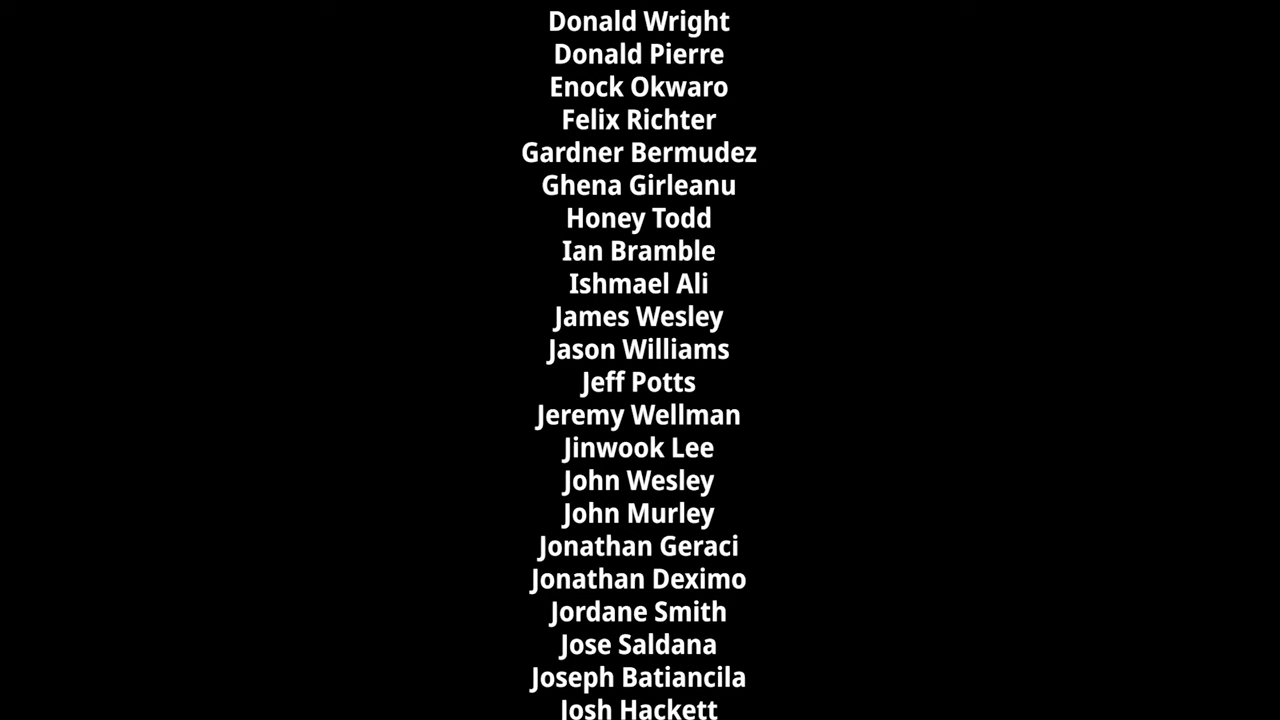 Donald Wright
Donald Pierre
Enock Okwaro
Felix Richter
Gardner Bermudez
Ghena Girleanu
Honey Todd
Ian Bramble
Ishmael Ali
James Wesley
Jason Williams
Jeff Potts
Jeremy Wellman
Jinwook Lee
John Wesley
John Murley
Jonathan Geraci
Jonathan Deximo
Jordane Smith
Jose Saldana
Joseph Batiancila
Josh Hackett